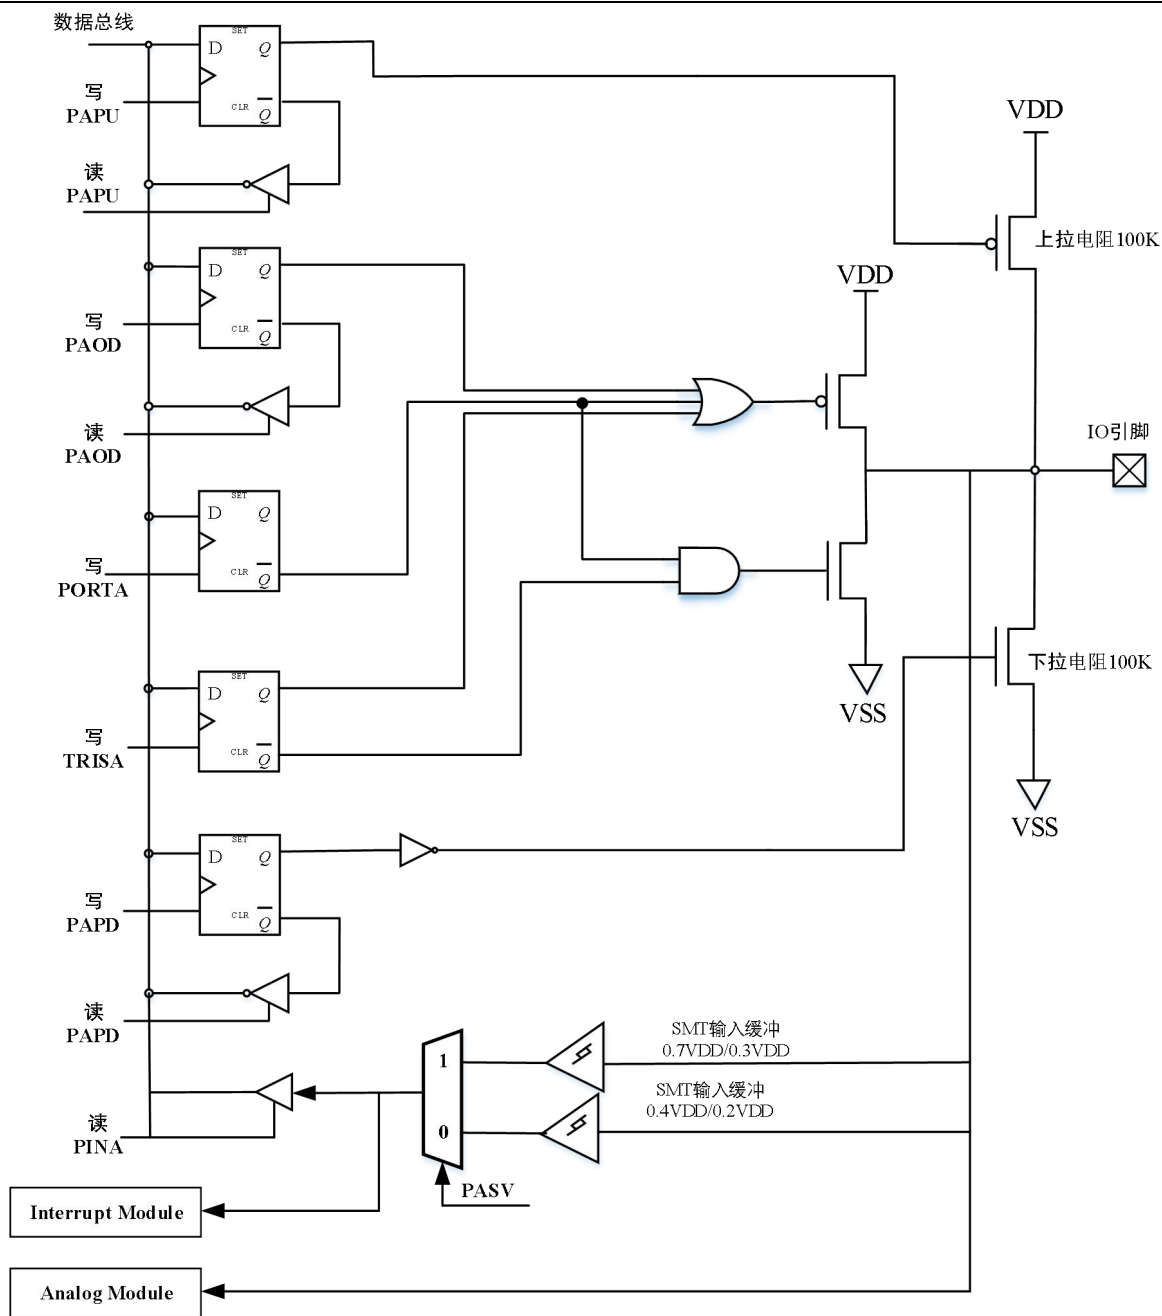 数据总线
SET
D Q
写
PAPU
CLR Q
读
PAPU
VDD
上拉电阻100K
SET
D Q
写
PAOD
CLR Q
读
PAOD
VDD
IO引脚
SET
D Q
写
PORTA
CLR Q
SET
D Q
写
TRISA
CLR Q
VSS
下拉电阻100K
VSS
SET
D Q
写
PAPD
CLR Q
读
PAPD
SMT输入缓冲
0.7VDD/0.3VDD
1
SMT输入缓冲
0.4VDD/0.2VDD
0
读
PINA
PASV
Interrupt Module
Analog Module